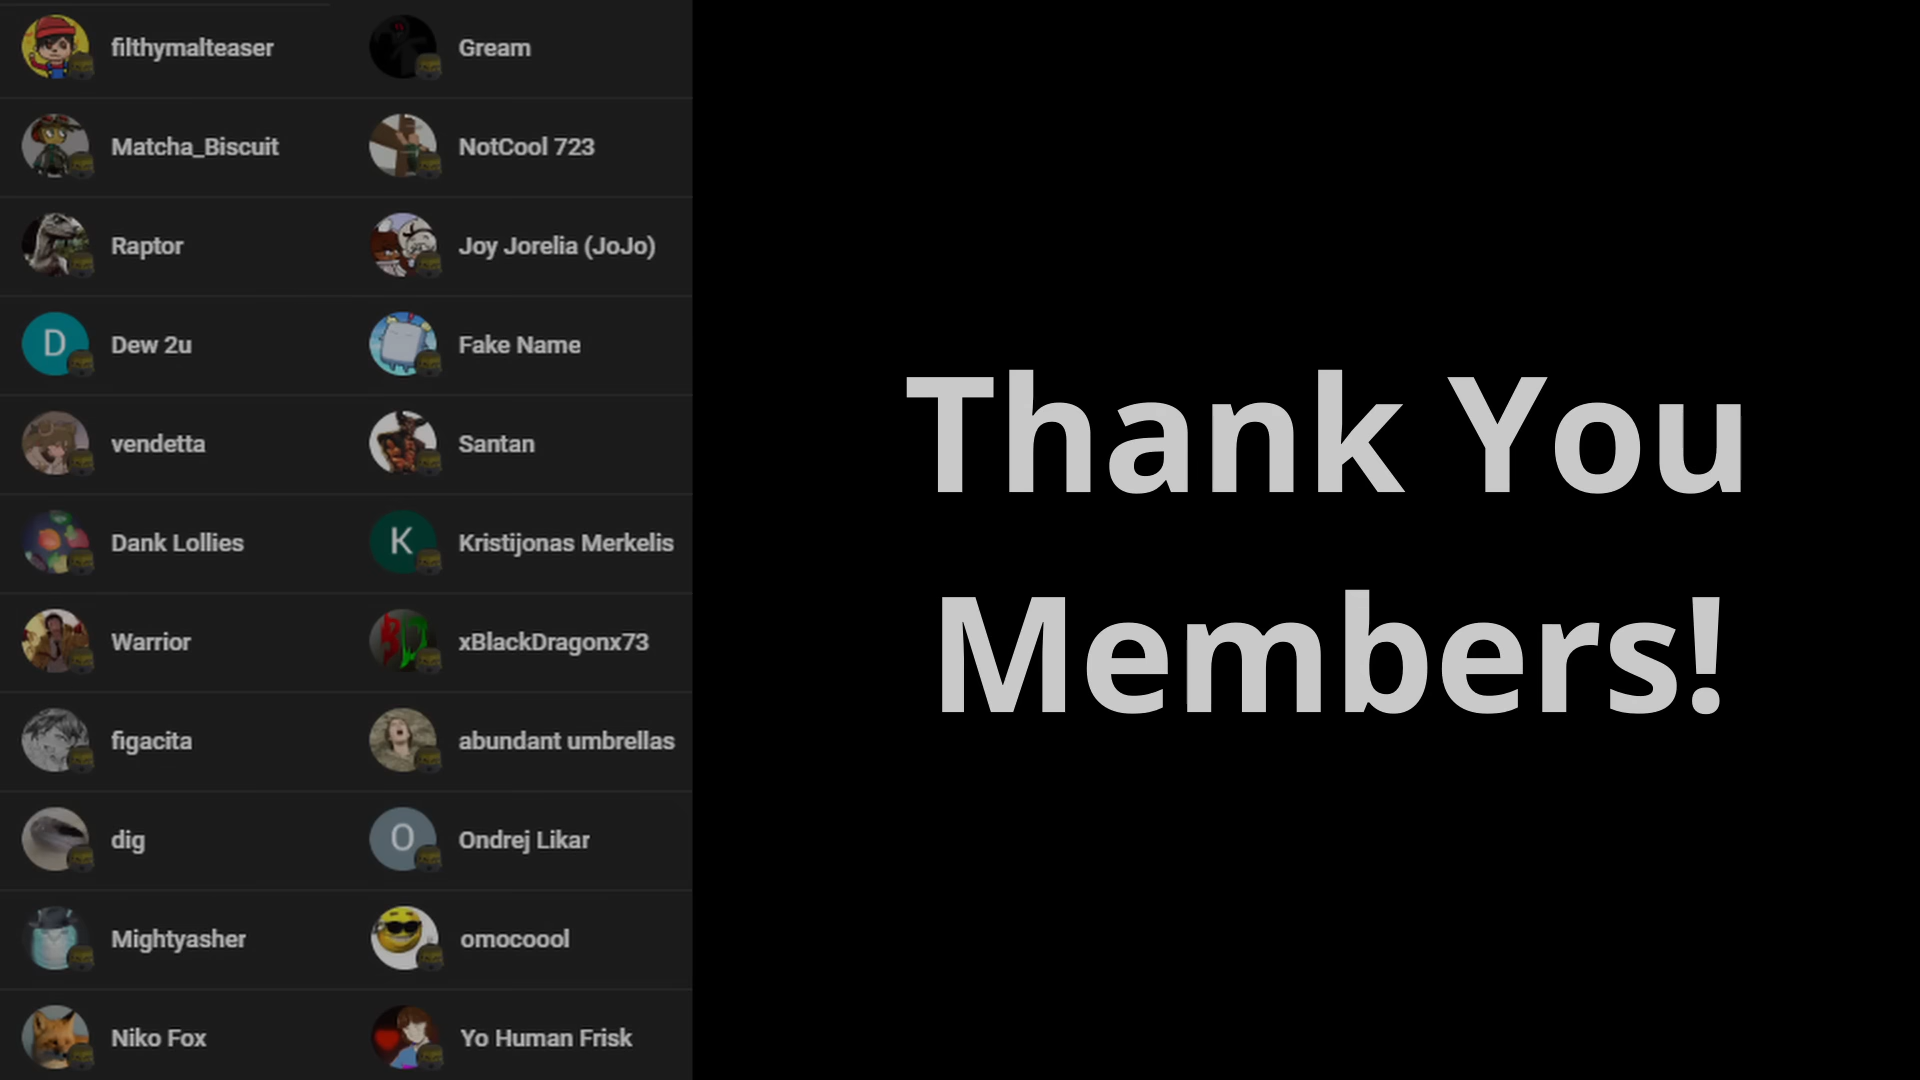 filthymalteaser
Gream
Matcha_Biscuit
NotCool 723
Raptor
Joy Jorelia (JoJo)
D
Dew 2u
Fake Name
vendetta
Santan
Dank Lollies
K
Kristijonas Merkelis
Warrior
BD
xBlackDragonx73
figacita
abundant umbrellas
dig
O
Ondrej Likar
Mightyasher
omocoool
Niko Fox
Yo Human Frisk
Thank You
Members!